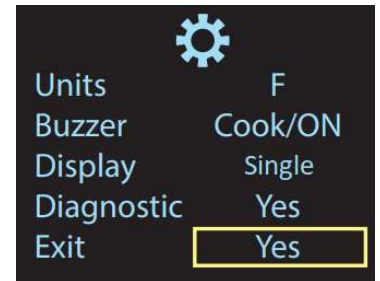 Units F
Buzzer Cook/ON
Display Single
Diagnostic Yes
Exit Yes